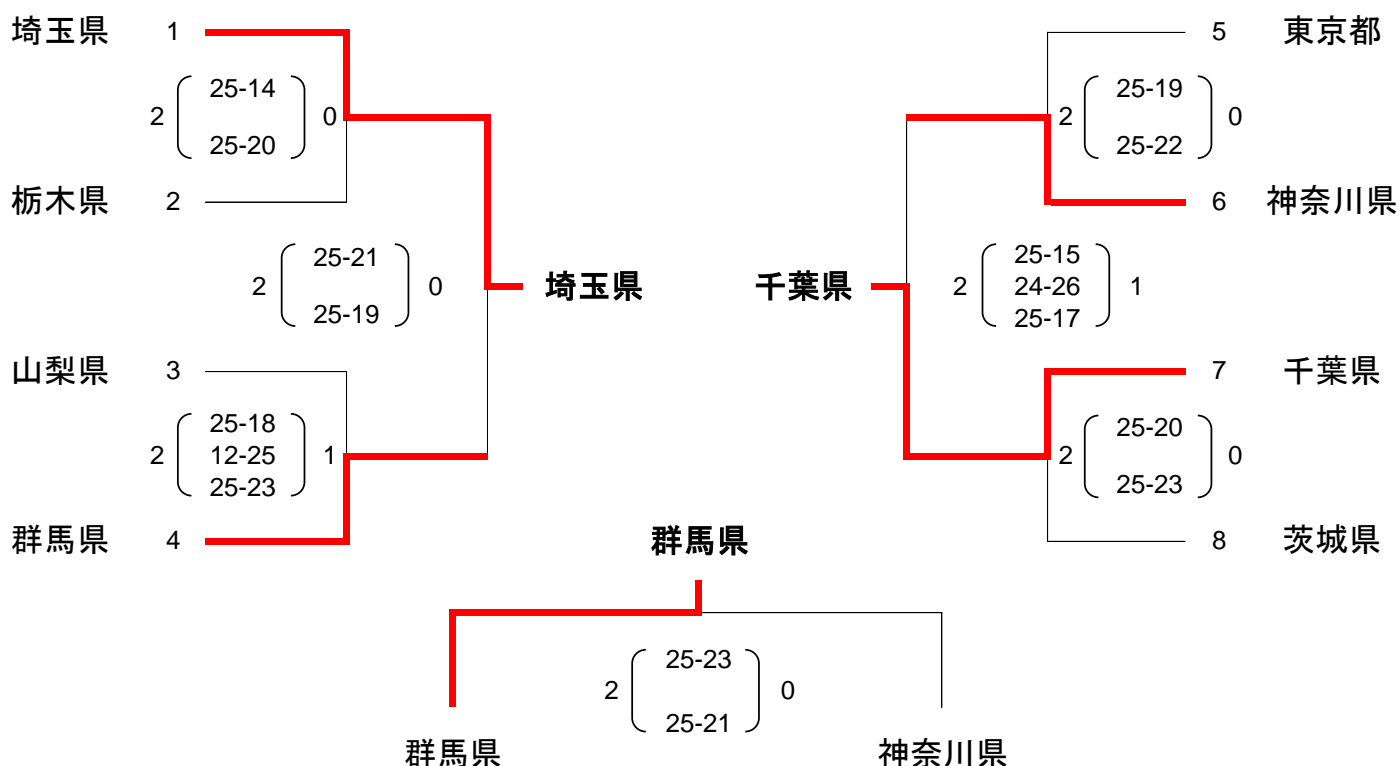 埼玉県 1
2 25-14 0
25-20
栃木県 2
2 25-21 0
25-19
埼玉県
山梨県 3
2 25-18 1
12-25
25-23
群馬県 4
5 東京都
2 25-19 0
25-22
6 神奈川県
千葉県
2 25-15 1
24-26
25-17
7 千葉県
2 25-20 0
25-23
8 茨城県
群馬県
2 25-23 0
25-21
群馬県 神奈川県